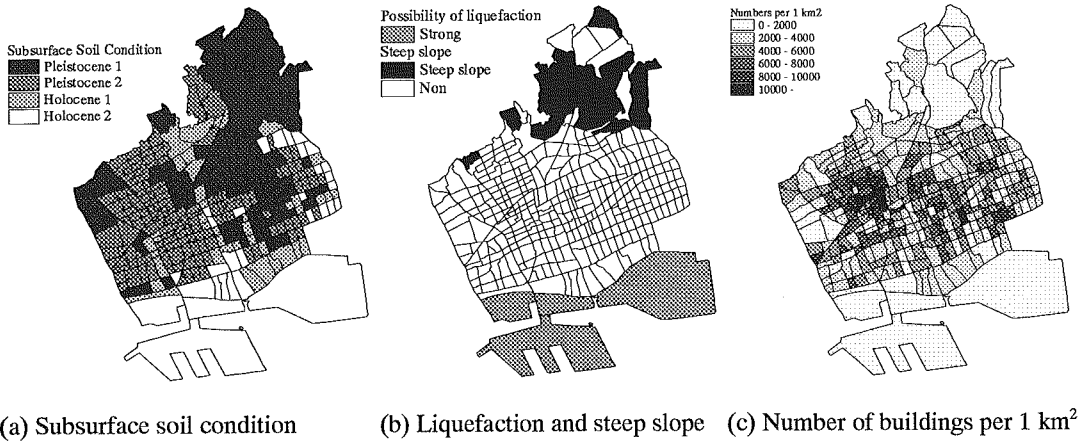 Subsurface Soil Condition
Pleistocene 1
Pleistocene 2
Holocene 1
Holocene 2
Possibility of liquefaction
Strong
Steep slope
Steep slope
Non
Numbers per 1 km2
0 - 2000
2000 - 4000
4000 - 6000
6000 - 8000
8000 - 10000
10000 -
(a) Subsurface soil condition
(b) Liquefaction and steep slope
(c) Number of buildings per 1 km²